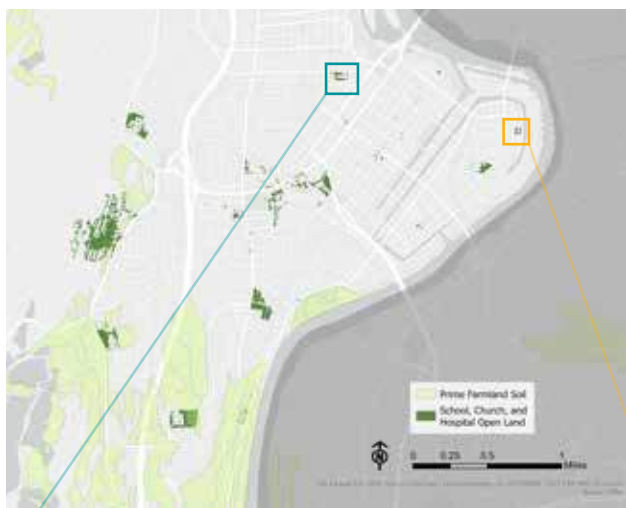 Prime Farmland Soil
School, Church, and
Hospital Open Land
N
0 0.25 0.5 1
Miles